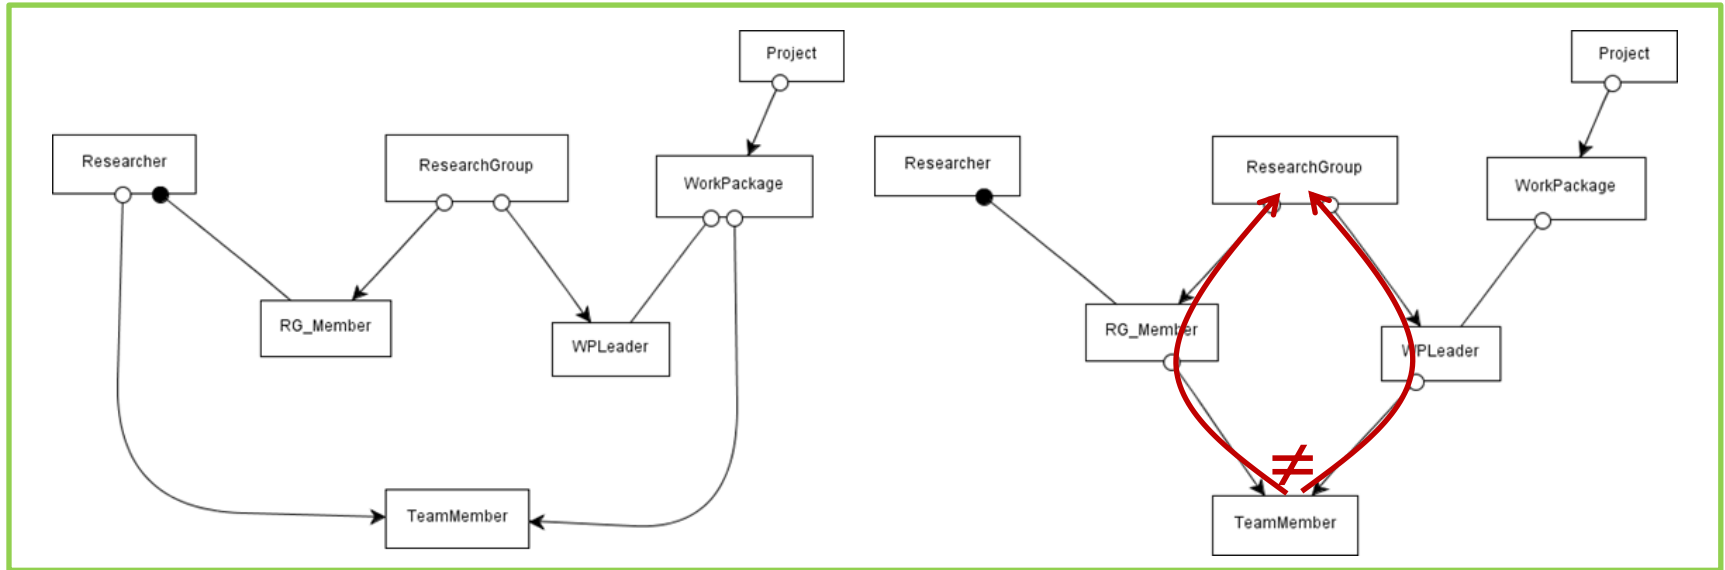 Project
Researcher
ResearchGroup
WorkPackage
RG_Member
WPLeader
TeamMember
Project
Researcher
ResearchGroup
WorkPackage
RG_Member
WPLeader
≠
TeamMember